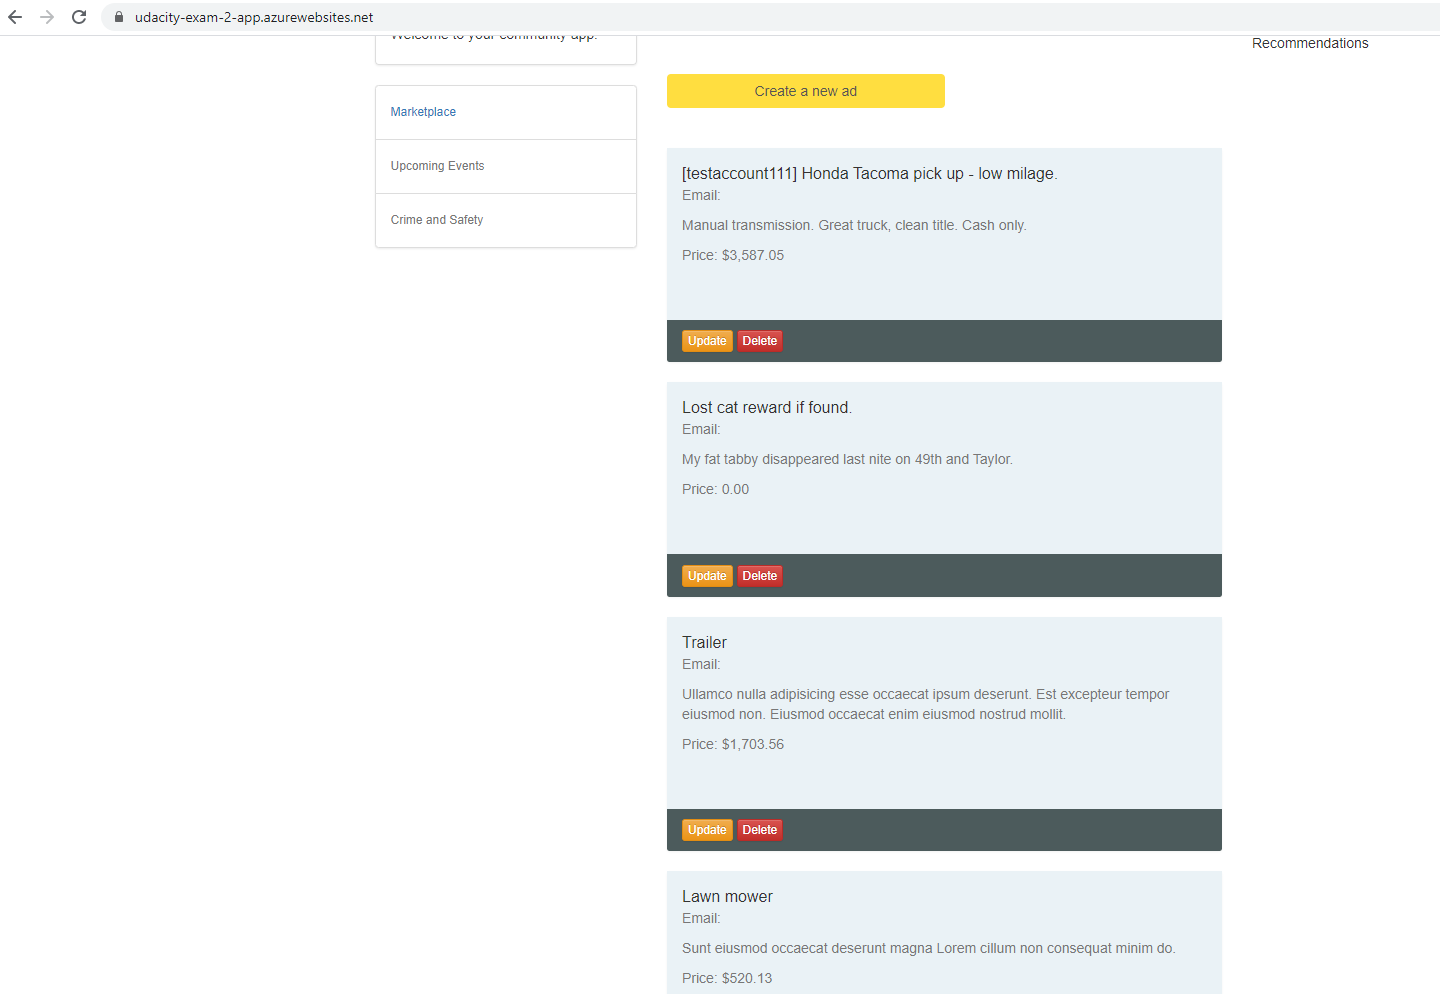 udacity-exam-2-app.azurewebsites.net
Welcome to your community app.
Marketplace
Upcoming Events
Crime and Safety
Create a new ad
[testaccount111] Honda Tacoma pick up - low milage.
Email:
Manual transmission. Great truck, clean title. Cash only.
Price: $3,587.05
Update Delete
Lost cat reward if found.
Email:
My fat tabby disappeared last nite on 49th and Taylor.
Price: 0.00
Update Delete
Trailer
Email:
Ullamco nulla adipisicing esse occaecat ipsum deserunt. Est excepteur tempor
eiusmod non. Eiusmod occaecat enim eiusmod nostrud mollit.
Price: $1,703.56
Update Delete
Lawn mower
Email:
Sunt eiusmod occaecat deserunt magna Lorem cillum non consequat minim do.
Price: $520.13
Recommendations